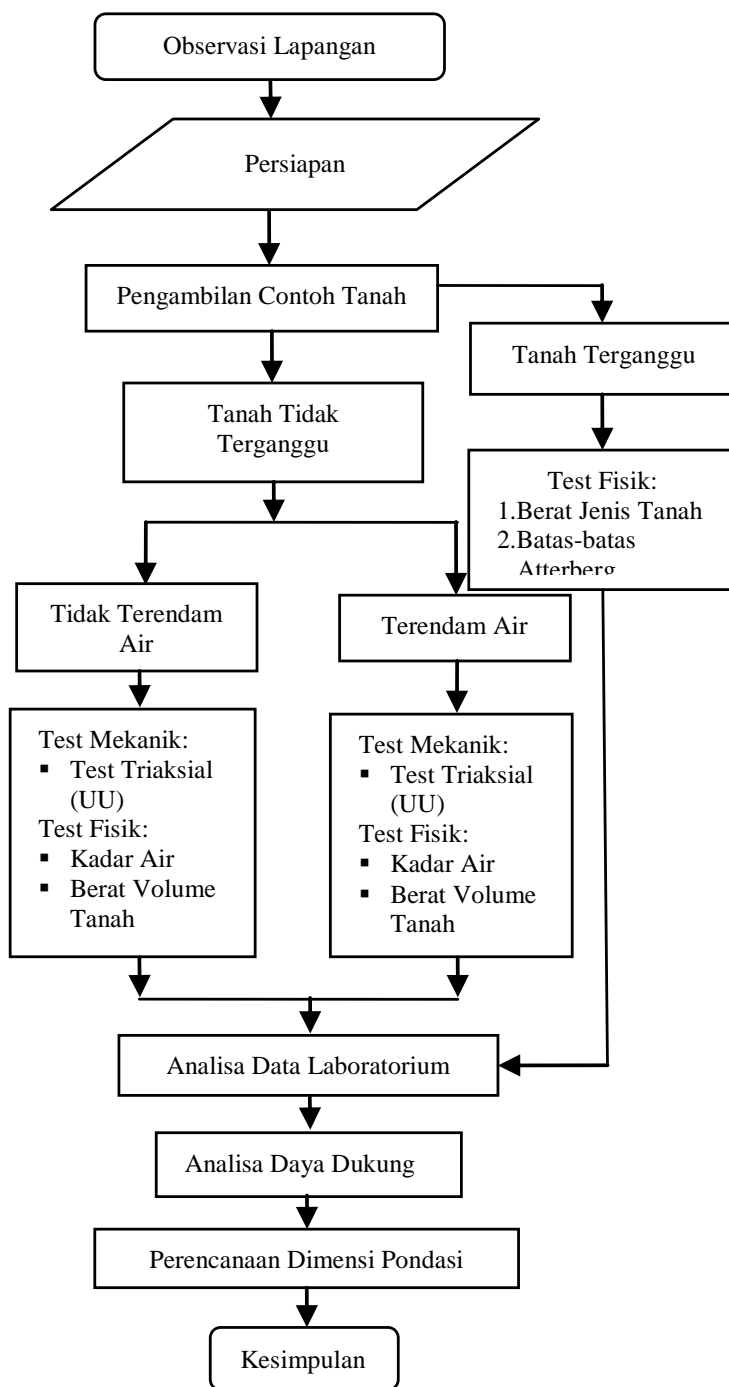 Observasi Lapangan
Persiapan
Pengambilan Contoh Tanah
Tanah Terganggu
Tanah Tidak
Terganggu
Test Fisik:
1.Berat Jenis Tanah
2.Batas-batas
Atterberg
Tidak Terendam
Air
Terendam Air
Test Mekanik:
▪ Test Triaksial
(UU)
Test Fisik:
▪ Kadar Air
▪ Berat Volume
Tanah
Test Mekanik:
▪ Test Triaksial
(UU)
Test Fisik:
▪ Kadar Air
▪ Berat Volume
Tanah
Analisa Data Laboratorium
Analisa Daya Dukung
Perencanaan Dimensi Pondasi
Kesimpulan